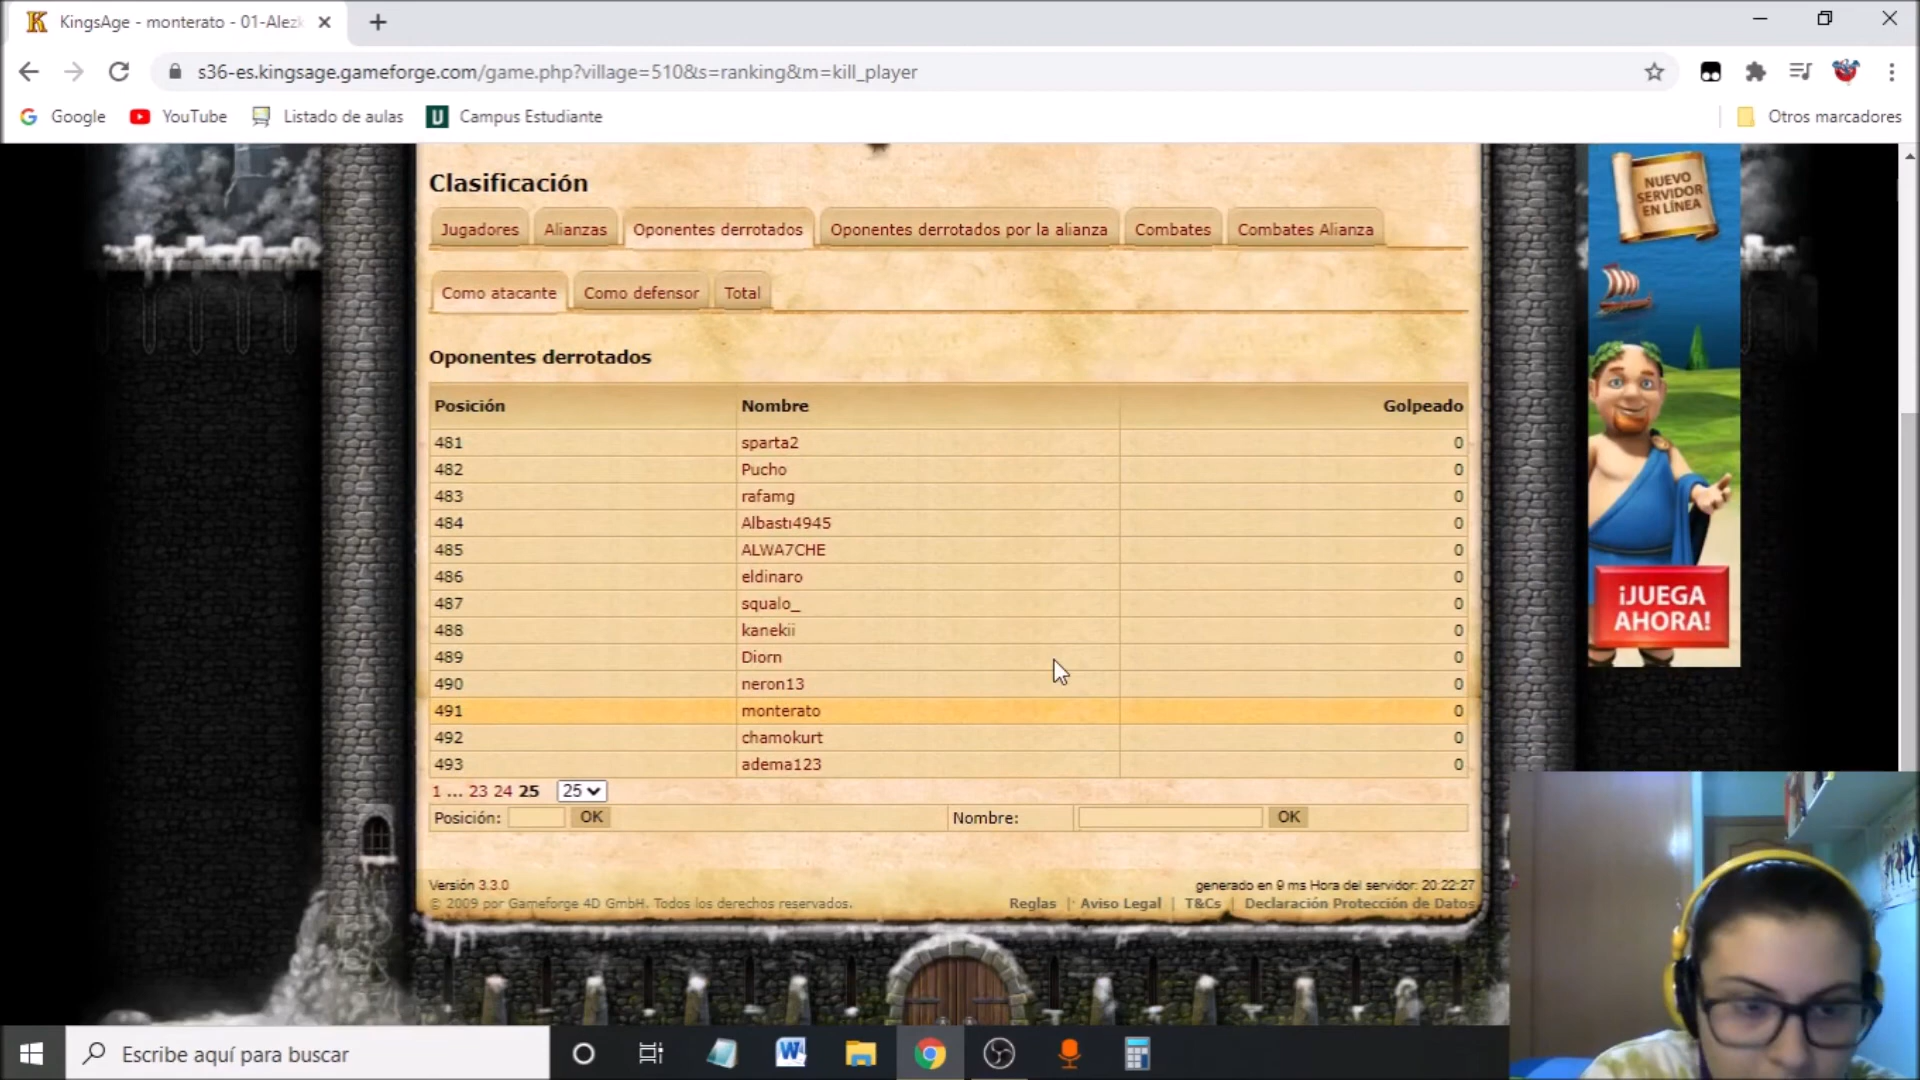 KingsAge - monterato - 01-Alezk
s36-es.kingsage.gameforge.com/game.php?village=510&s=ranking&m=kill_player
Google YouTube Listado de aulas Campus Estudiante Otros marcadores
Clasificación
Jugadores Alianzas Oponentes derrotados Oponentes derrotados por la alianza Combates Combates Alianza
Como atacante Como defensor Total
Oponentes derrotados
Posición Nombre Golpeado
481 sparta2 0
482 Pucho 0
483 rafamg 0
484 Albastı4945 0
485 ALWA7CHE 0
486 eldinaro 0
487 squalo_ 0
488 kanekii 0
489 Diorn 0
490 neron13 0
491 monterato 0
492 chamokurt 0
493 adema123 0
1 ... 23 24 25 25
Posición: OK Nombre: OK
Versión 3.3.0 generado en 9 ms Hora del servidor: 20:22:27
© 2009 por Gameforge 4D GmbH. Todos los derechos reservados. Reglas | Aviso Legal | T&Cs | Declaración Protección de Datos
NUEVO
SERVIDOR
EN LÍNEA
¡JUEGA
AHORA!
Escribe aquí para buscar